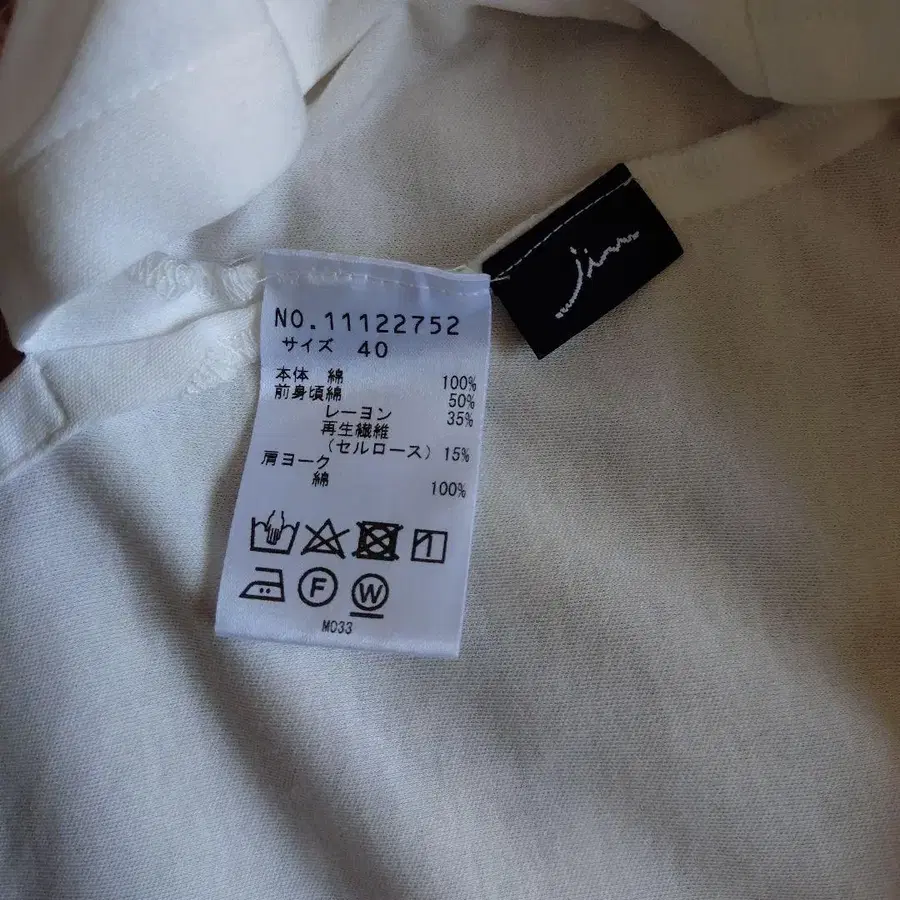 NO.11122752
サイズ 40
本体 綿 100%
前身頃綿 50%
レーヨン 35%
再生繊維
(セルロース) 15%
肩ヨーク
綿 100%
F
W
M033
jim